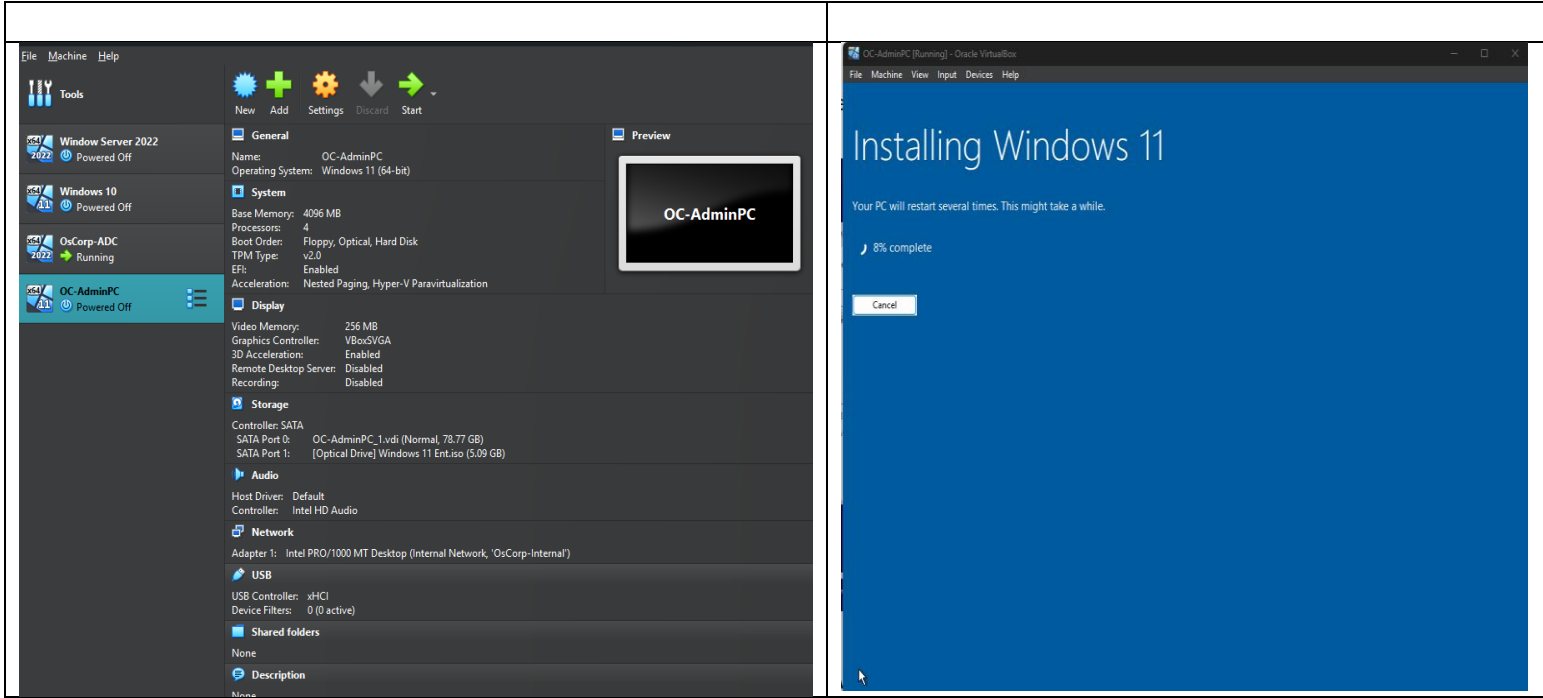 File Machine Help
Tools
New Add Settings Discard Start
Window Server 2022
Powered Off
Windows 10
Powered Off
OsCorp-ADC
Running
OC-AdminPC
Powered Off
General
Name: OC-AdminPC
Operating System: Windows 11 (64-bit)
System
Base Memory: 4096 MB
Processors: 4
Boot Order: Floppy, Optical, Hard Disk
TPM Type: v2.0
EFI: Enabled
Acceleration: Nested Paging, Hyper-V Paravirtualization
Display
Video Memory: 256 MB
Graphics Controller: VBoxSVGA
3D Acceleration: Enabled
Remote Desktop Server: Disabled
Recording: Disabled
Storage
Controller: SATA
SATA Port 0: OC-AdminPC_1.vdi (Normal, 78.77 GB)
SATA Port 1: [Optical Drive] Windows 11 Ent.iso (5.09 GB)
Audio
Host Driver: Default
Controller: Intel HD Audio
Network
Adapter 1: Intel PRO/1000 MT Desktop (Internal Network, 'OsCorp-Internal')
USB
USB Controller: xHCI
Device Filters: 0 (0 active)
Shared folders
None
Description
None
Preview
OC-AdminPC
OC-AdminPC [Running] - Oracle VirtualBox
File Machine View Input Devices Help
Installing Windows 11
Your PC will restart several times. This might take a while.
8% complete
Cancel